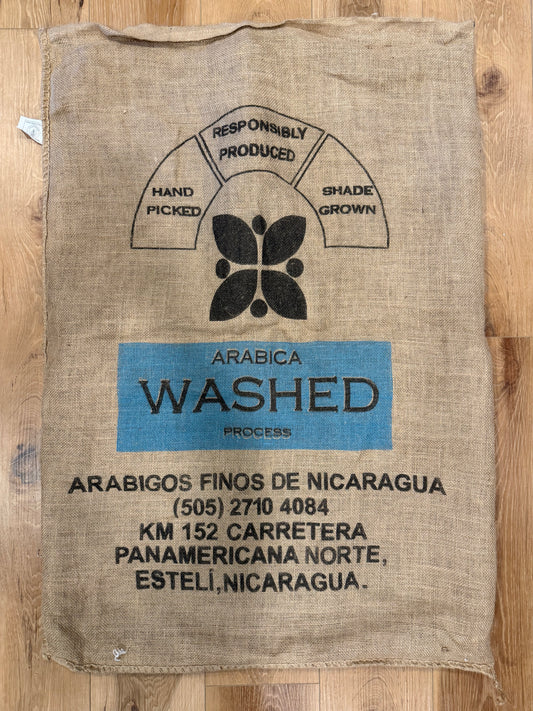 RESPONSIBLY
PRODUCED
HAND
PICKED
SHADE
GROWN
ARABICA
WASHED
PROCESS
ARABIGOS FINOS DE NICARAGUA
(505) 2710 4084
KM 152 CARRETERA
PANAMERICANA NORTE,
ESTELÍ,NICARAGUA.